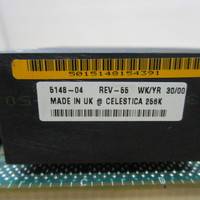 5015148154391
5148-04 REV-55 WK/YR 30/00
MADE IN UK @ CELESTICA 256K